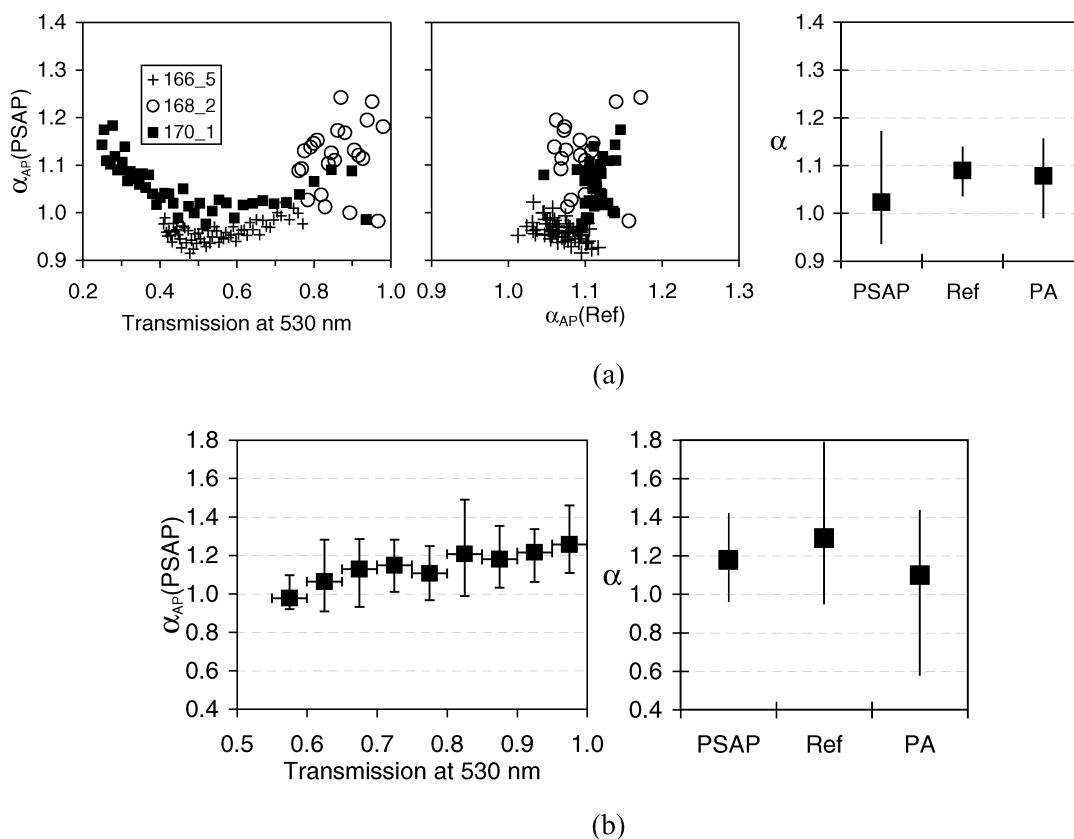 1.4
1.3
1.2
1.1
1.0
0.9
αAP(PSAP)
166_5
168_2
170_1
0.2 0.4 0.6 0.8 1.0
Transmission at 530 nm
0.9 1.0 1.1 1.2 1.3
αAP(Ref)
1.4
1.3
1.2
1.1
1.0
0.9
α
PSAP Ref PA
(a)
1.8
1.6
1.4
1.2
1.0
0.8
0.6
0.4
αAP(PSAP)
0.5 0.6 0.7 0.8 0.9 1.0
Transmission at 530 nm
1.8
1.6
1.4
1.2
1.0
0.8
0.6
0.4
α
PSAP Ref PA
(b)